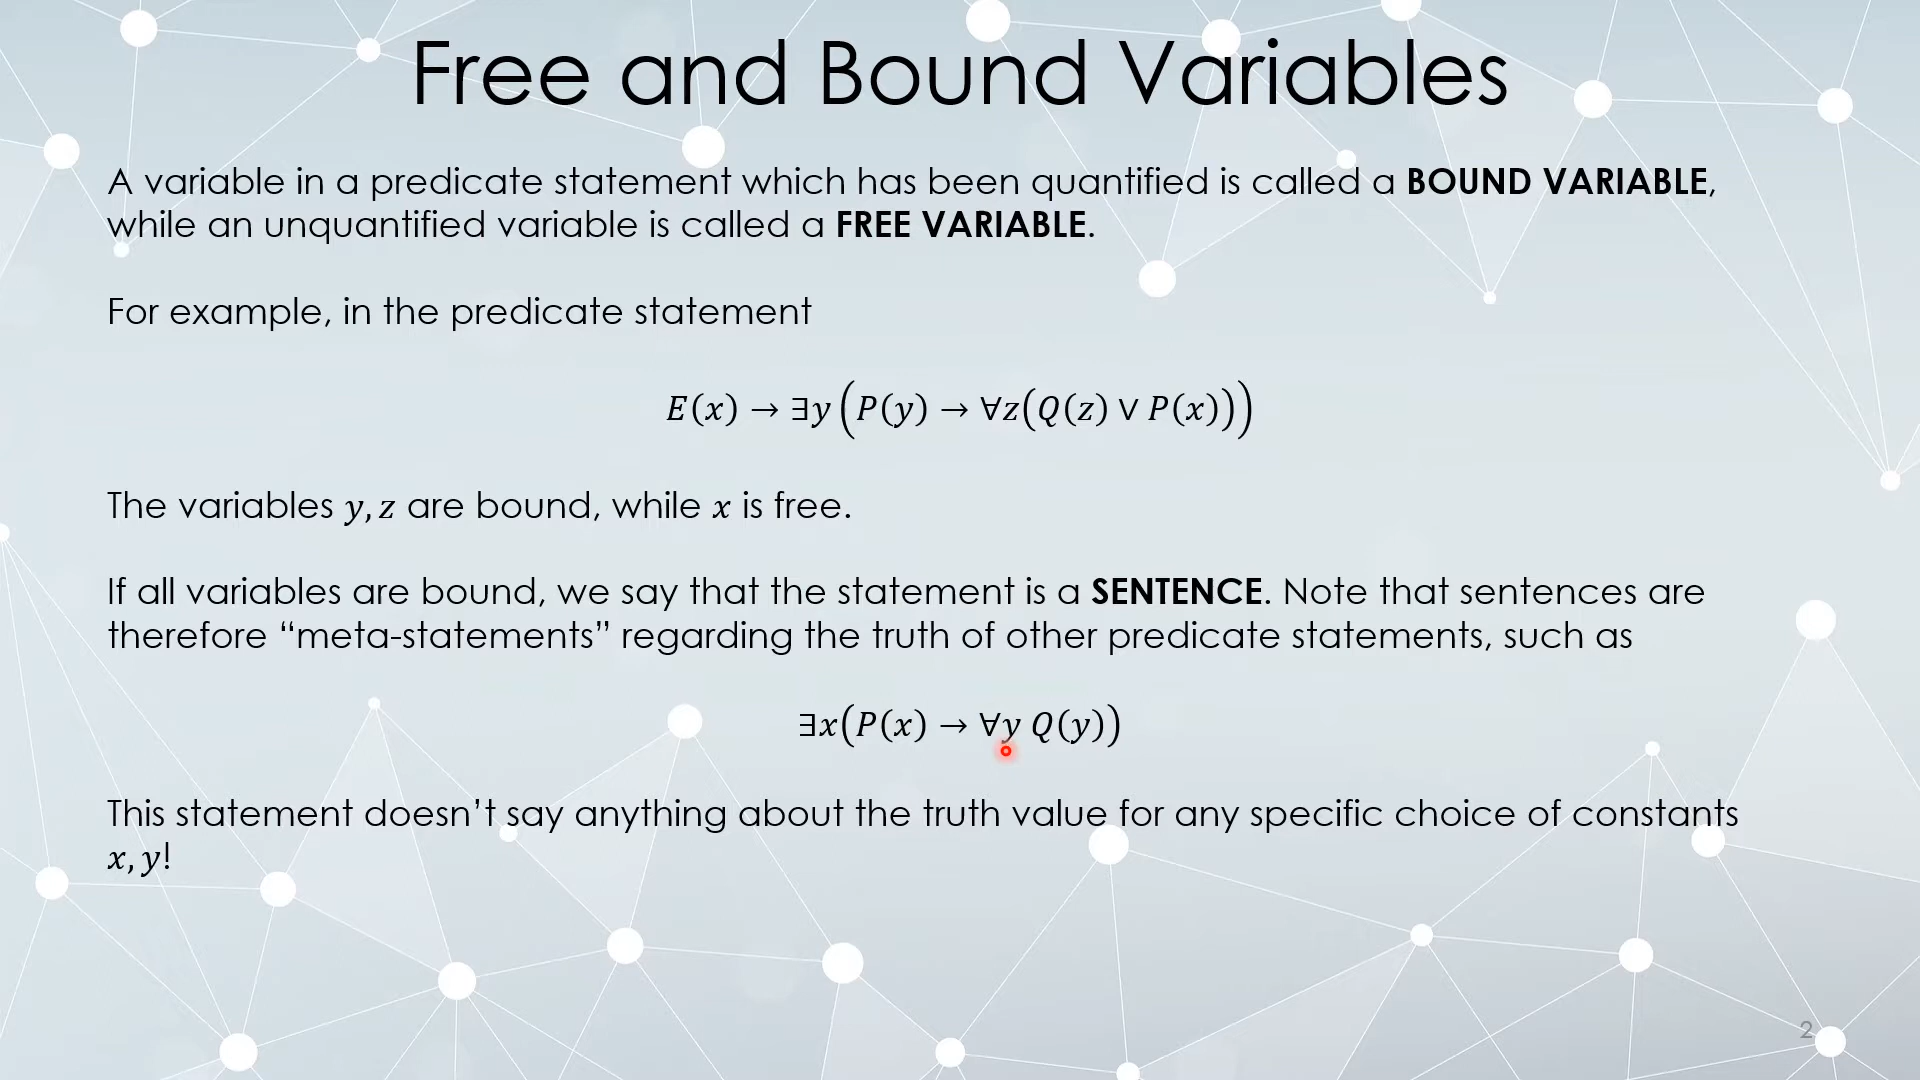 Free and Bound Variables
A variable in a predicate statement which has been quantified is called a BOUND VARIABLE,
while an unquantified variable is called a FREE VARIABLE.
For example, in the predicate statement
E(x) → ∃y(P(y) → ∀z(Q(z) ∨ P(x)))
The variables y, z are bound, while x is free.
If all variables are bound, we say that the statement is a SENTENCE. Note that sentences are
therefore “meta-statements” regarding the truth of other predicate statements, such as
∃x(P(x) → ∀y Q(y))
This statement doesn’t say anything about the truth value for any specific choice of constants
x, y!
2